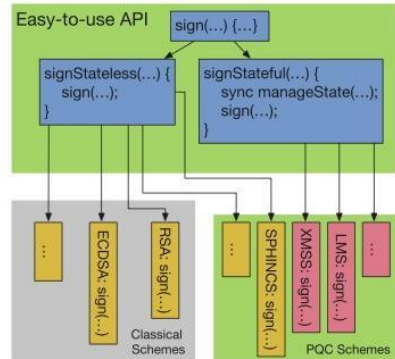 Easy-to-use API
sign(…) {…}
signStateless(…) {
sign(…);
}
signStateful(…) {
sync manageState(…);
sign(…);
}
…
ECDSA: sign(…)
RSA: sign(…)
Classical
Schemes
…
SPHINCS: sign(…)
XMSS: sign(…)
LMS: sign(…)
…
PQC Schemes